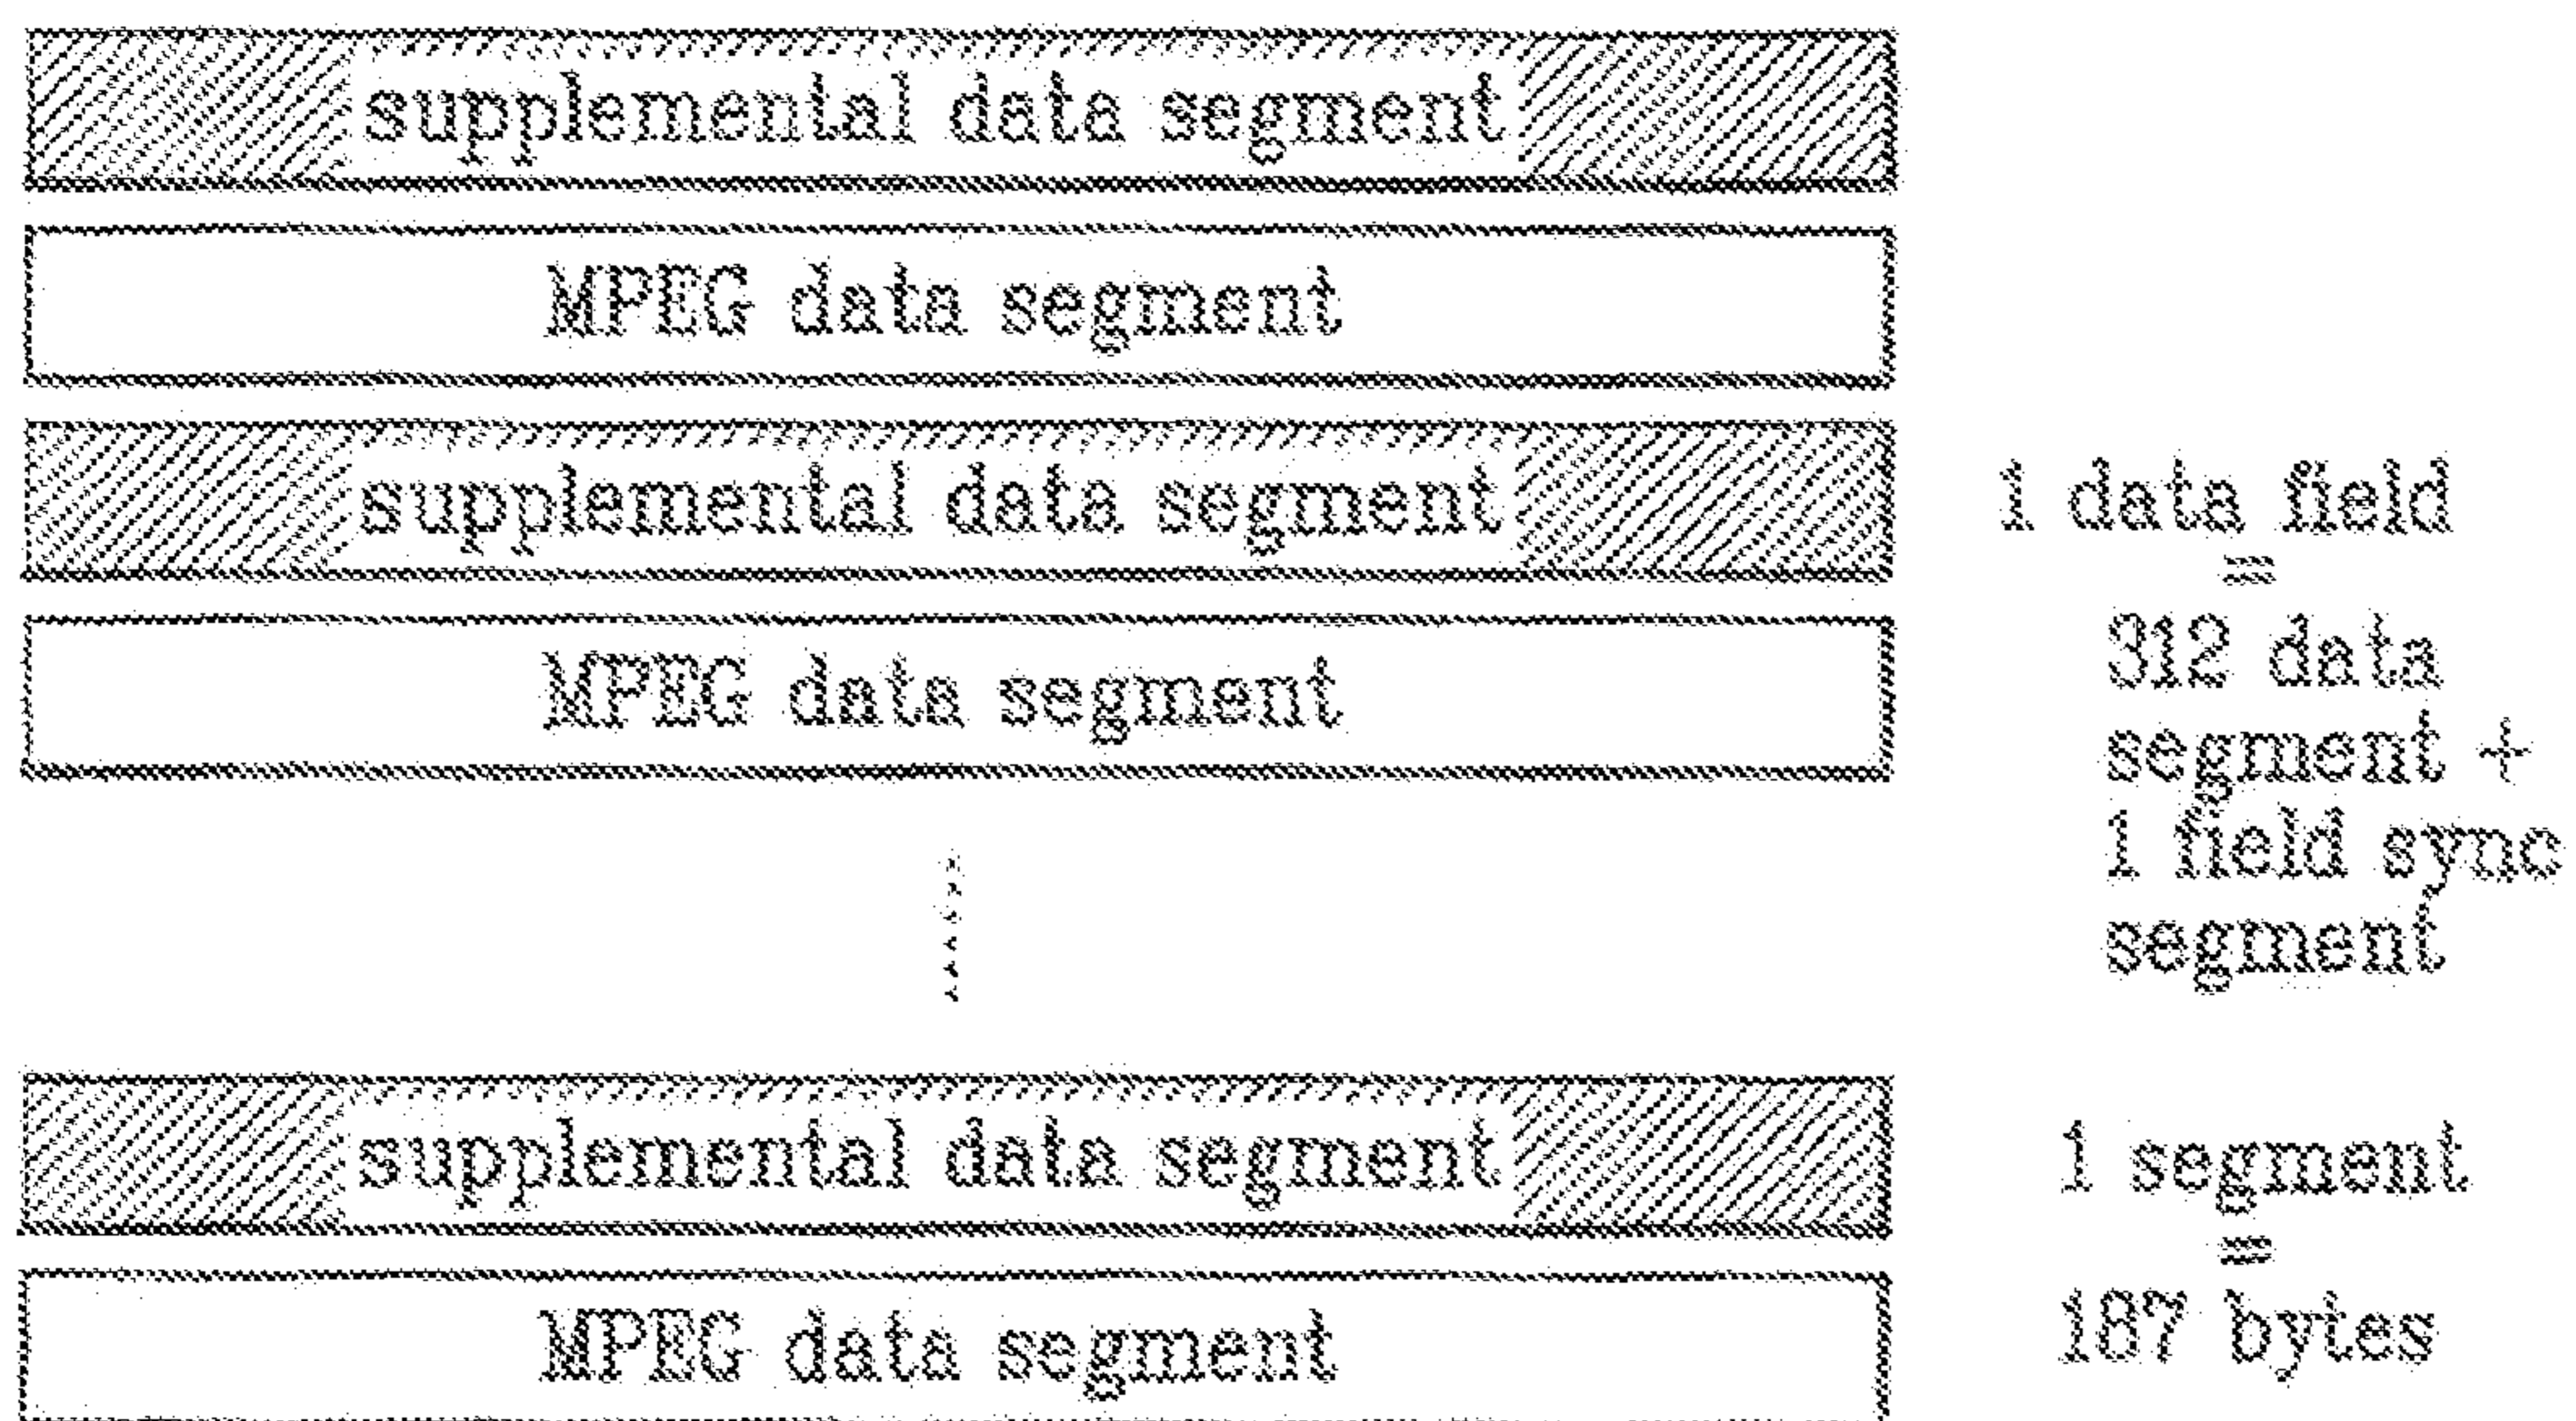 supplemental data segment
MPEG data segment
supplemental data segment
MPEG data segment
1 data field
=
312 data
segment +
1 field sync
segment
supplemental data segment
MPEG data segment
1 segment
=
187 bytes